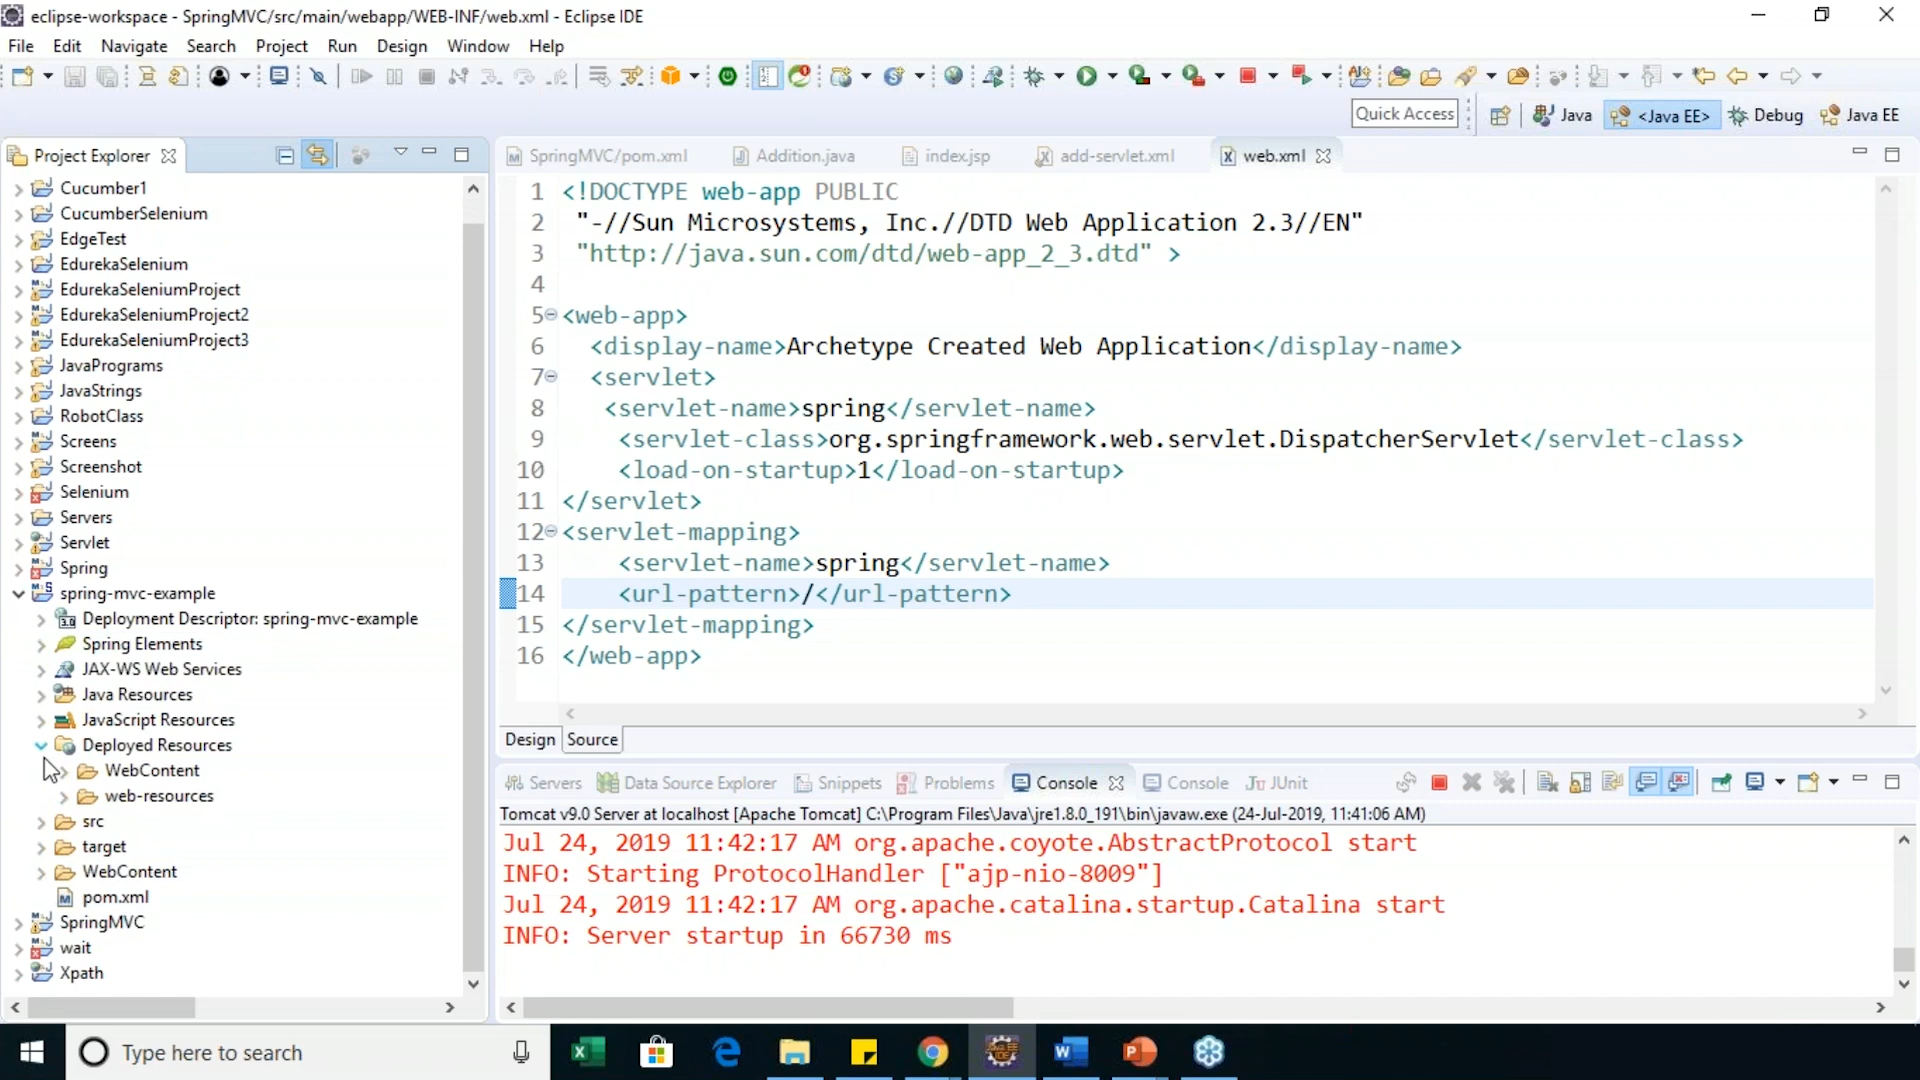 eclipse-workspace - SpringMVC/src/main/webapp/WEB-INF/web.xml - Eclipse IDE
File Edit Navigate Search Project Run Design Window Help
Quick Access Java <Java EE> Debug Java EE
Project Explorer
Cucumber1
CucumberSelenium
EdgeTest
EdurekaSelenium
EdurekaSeleniumProject
EdurekaSeleniumProject2
EdurekaSeleniumProject3
JavaPrograms
JavaStrings
RobotClass
Screens
Screenshot
Selenium
Servers
Servlet
Spring
spring-mvc-example
Deployment Descriptor: spring-mvc-example
Spring Elements
JAX-WS Web Services
Java Resources
JavaScript Resources
Deployed Resources
WebContent
web-resources
src
target
WebContent
pom.xml
SpringMVC
wait
Xpath
SpringMVC/pom.xml Addition.java index.jsp add-servlet.xml web.xml
1 <!DOCTYPE web-app PUBLIC
2 "-//Sun Microsystems, Inc.//DTD Web Application 2.3//EN"
3 "http://java.sun.com/dtd/web-app_2_3.dtd" >
4
5 <web-app>
6 <display-name>Archetype Created Web Application</display-name>
7 <servlet>
8 <servlet-name>spring</servlet-name>
9 <servlet-class>org.springframework.web.servlet.DispatcherServlet</servlet-class>
10 <load-on-startup>1</load-on-startup>
11 </servlet>
12 <servlet-mapping>
13 <servlet-name>spring</servlet-name>
14 <url-pattern>/</url-pattern>
15 </servlet-mapping>
16 </web-app>
Design Source
Servers Data Source Explorer Snippets Problems Console Console JUnit
Tomcat v9.0 Server at localhost [Apache Tomcat] C:\Program Files\Java\jre1.8.0_191\bin\javaw.exe (24-Jul-2019, 11:41:06 AM)
Jul 24, 2019 11:42:17 AM org.apache.coyote.AbstractProtocol start
INFO: Starting ProtocolHandler ["ajp-nio-8009"]
Jul 24, 2019 11:42:17 AM org.apache.catalina.startup.Catalina start
INFO: Server startup in 66730 ms
Type here to search